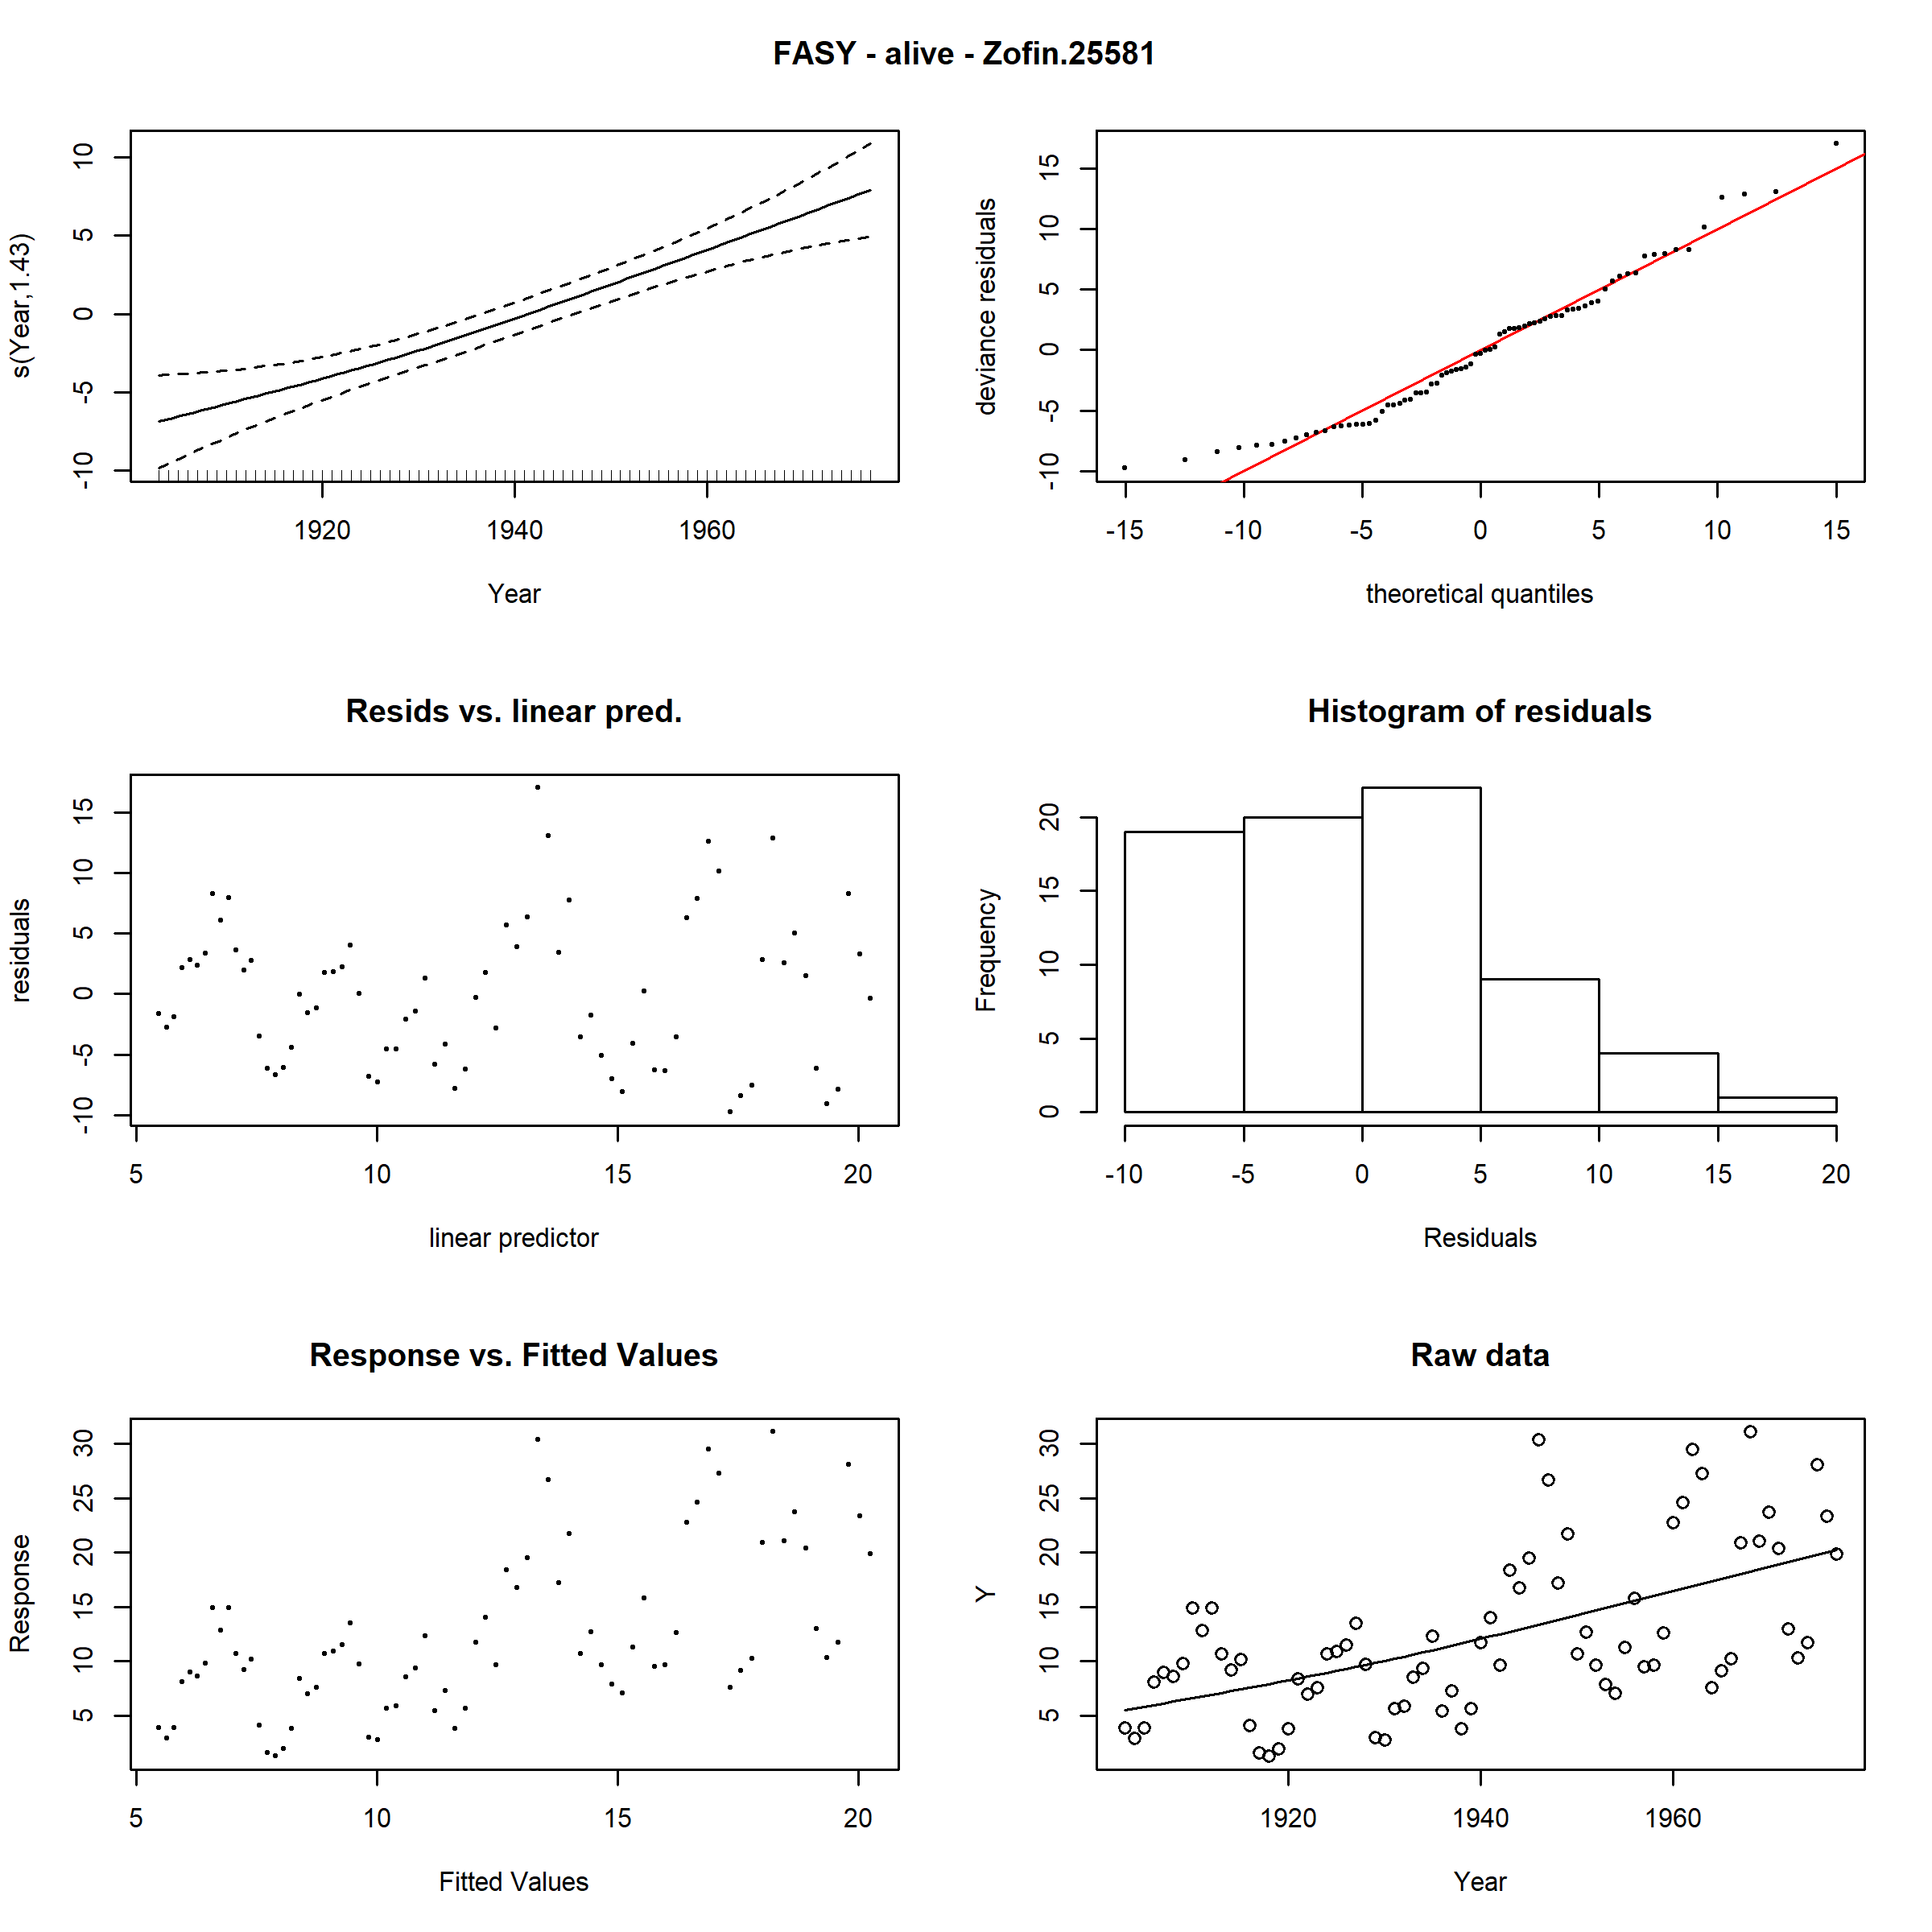 FASY - alive - Zofin.25581
s(Year,1.43)
10
5
0
-5
-10
1920 1940 1960
Year
deviance residuals
15
10
5
0
-5
-10
-15 -10 -5 0 5 10 15
theoretical quantiles
Resids vs. linear pred.
residuals
15
10
5
0
-5
-10
5 10 15 20
linear predictor
Histogram of residuals
Frequency
20
15
10
5
0
-10 -5 0 5 10 15 20
Residuals
Response vs. Fitted Values
Response
30
25
20
15
10
5
5 10 15 20
Fitted Values
Raw data
Y
30
25
20
15
10
5
1920 1940 1960
Year